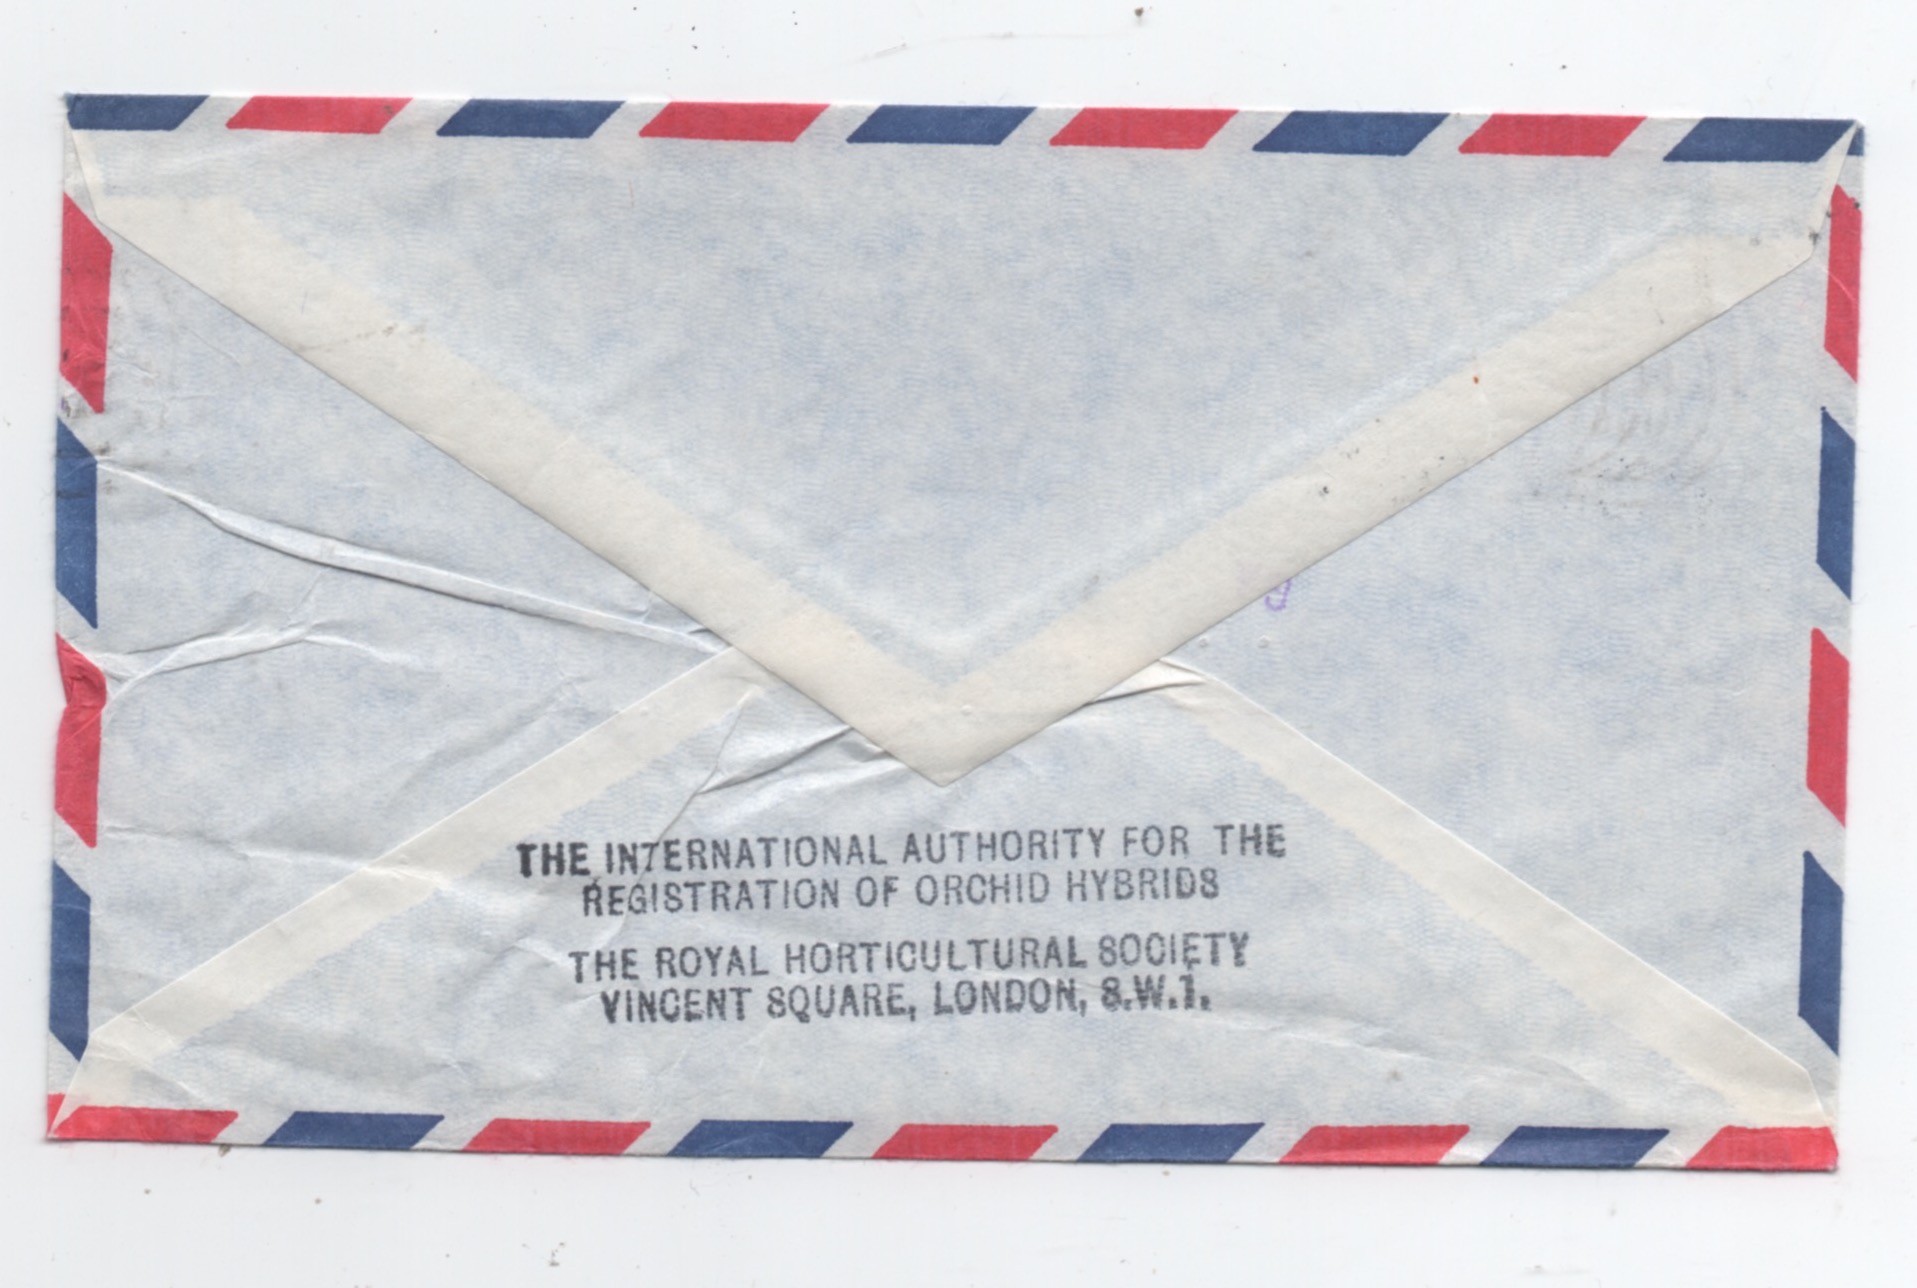 THE INTERNATIONAL AUTHORITY FOR THE
REGISTRATION OF ORCHID HYBRIDS
THE ROYAL HORTICULTURAL SOCIETY
VINCENT SQUARE, LONDON, S.W.1.